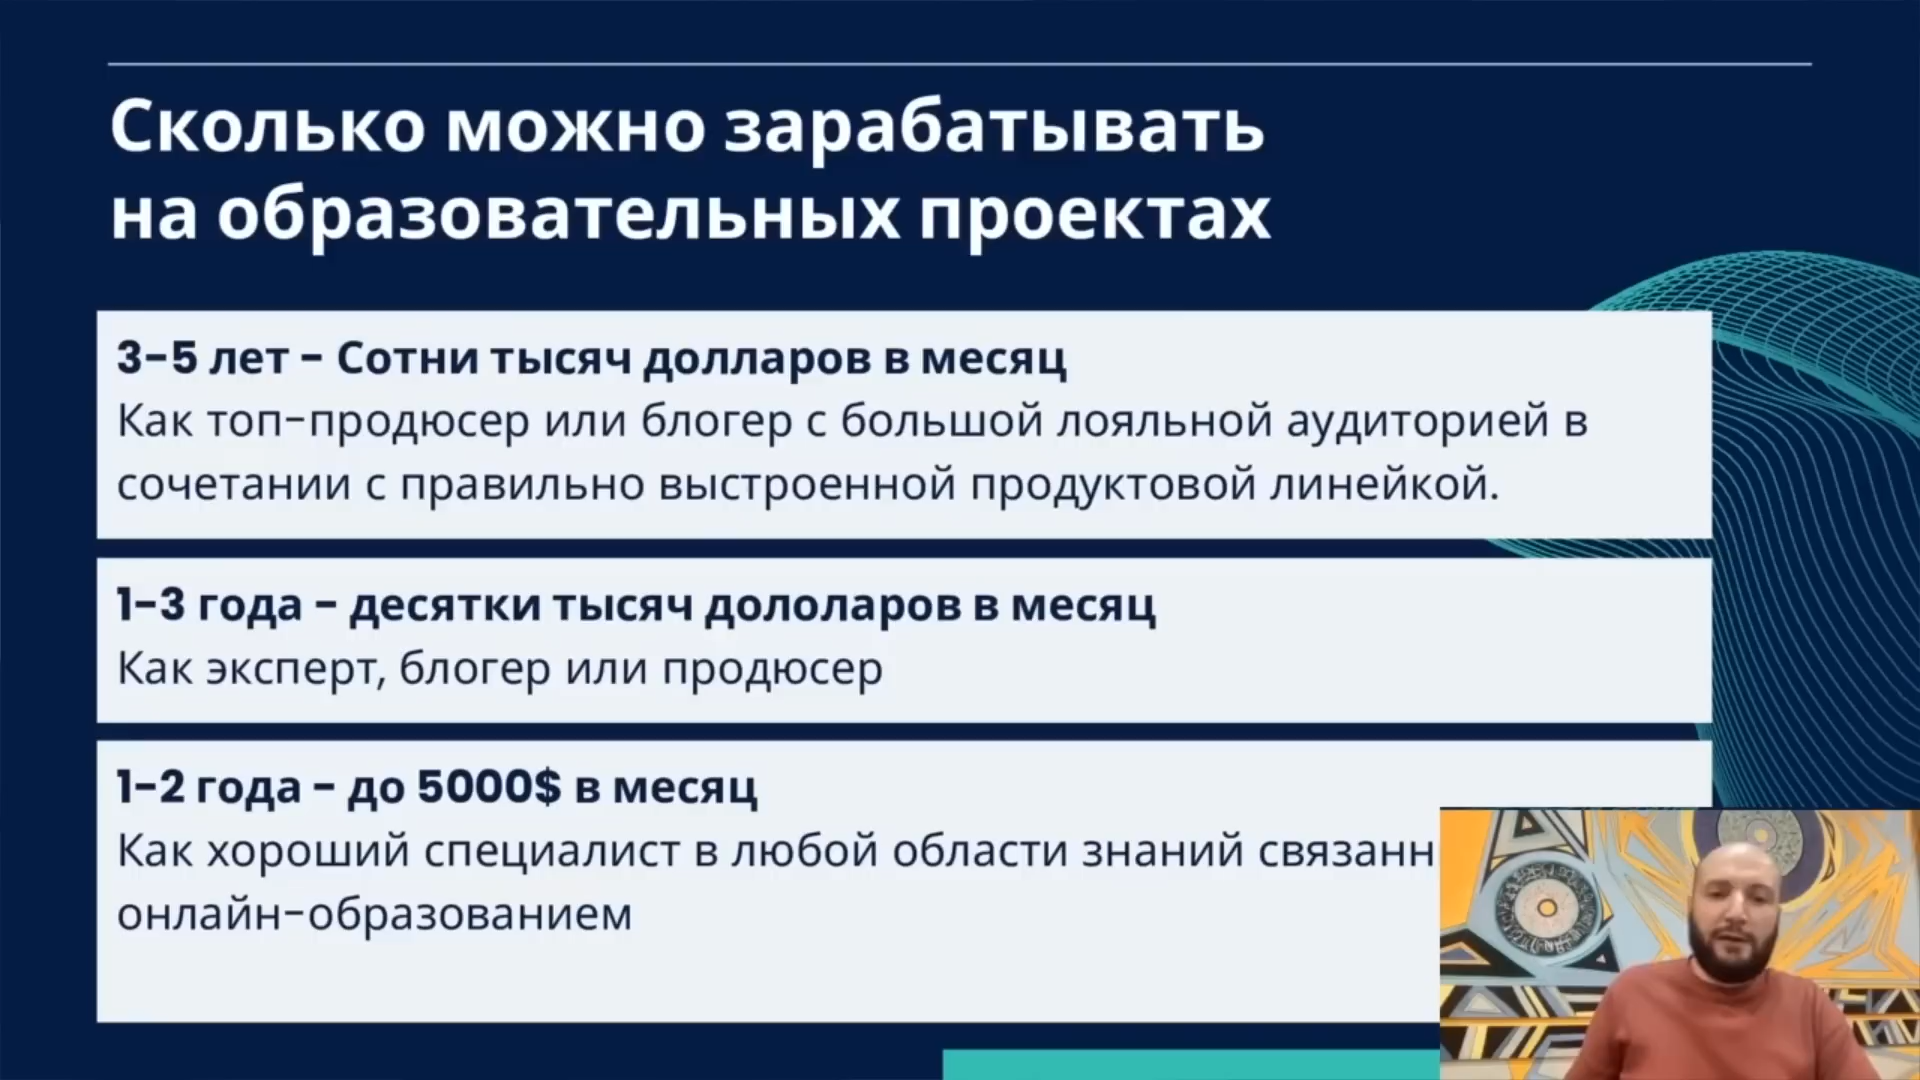 Сколько можно зарабатывать
на образовательных проектах
3-5 лет - Сотни тысяч долларов в месяц
Как топ-продюсер или блогер с большой лояльной аудиторией в
сочетании с правильно выстроенной продуктовой линейкой.
1-3 года - десятки тысяч дололаров в месяц
Как эксперт, блогер или продюсер
1-2 года - до 5000$ в месяц
Как хороший специалист в любой области знаний связанн
онлайн-образованием